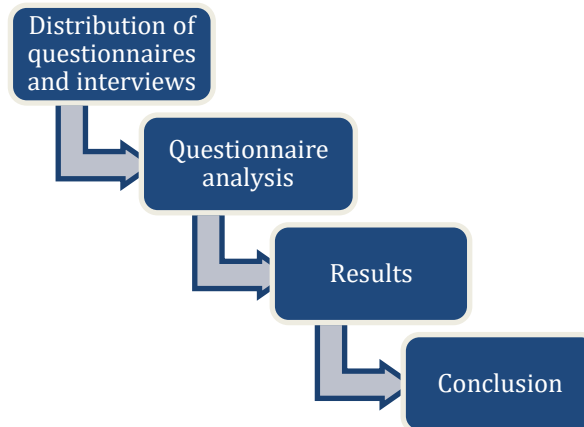 Distribution of
questionnaires
and interviews
Questionnaire
analysis
Results
Conclusion